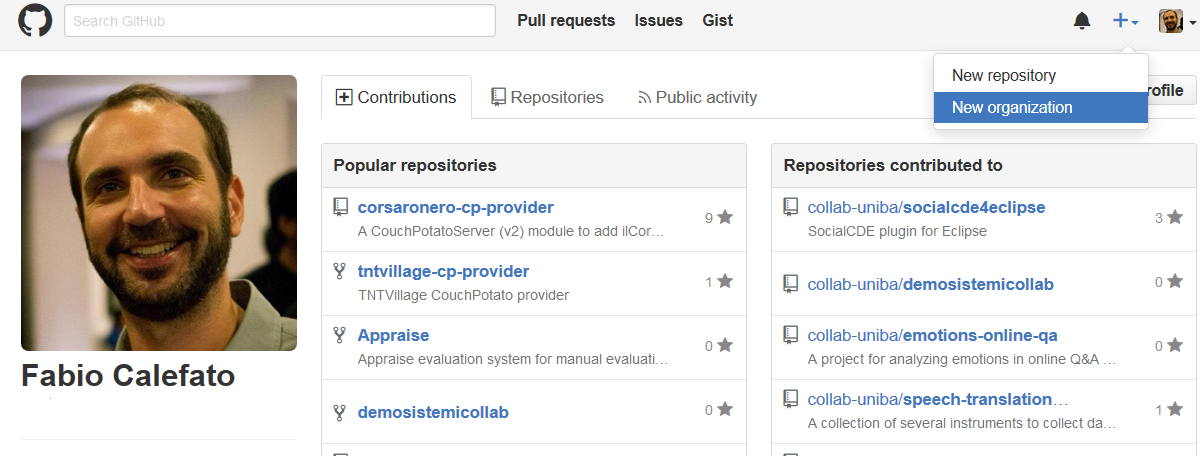 Search GitHub
Pull requests Issues Gist
New repository
New organization
rofile
Contributions Repositories Public activity
Fabio Calefato
Popular repositories
corsaronero-cp-provider
9
A CouchPotatoServer (v2) module to add ilCor…
tntvillage-cp-provider
1
TNTVillage CouchPotato provider
Appraise
0
Appraise evaluation system for manual evaluati…
demosistemicollab
0
Repositories contributed to
collab-uniba/socialcde4eclipse
3
SocialCDE plugin for Eclipse
collab-uniba/demosistemicollab
0
collab-uniba/emotions-online-qa
0
A project for analyzing emotions in online Q&A …
collab-uniba/speech-translation…
1
A collection of several instruments to collect da…